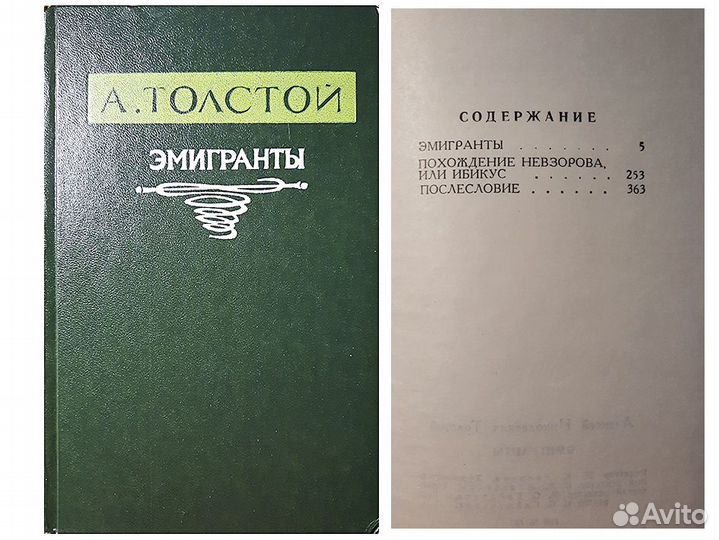 А. ТОЛСТОЙ
ЭМИГРАНТЫ
СОДЕРЖАНИЕ
ЭМИГРАНТЫ . . . . . . . 5
ПОХОЖДЕНИЕ НЕВЗОРОВА,
ИЛИ ИБИКУС . . . . . . 253
ПОСЛЕСЛОВИЕ . . . . . . 363
Avito